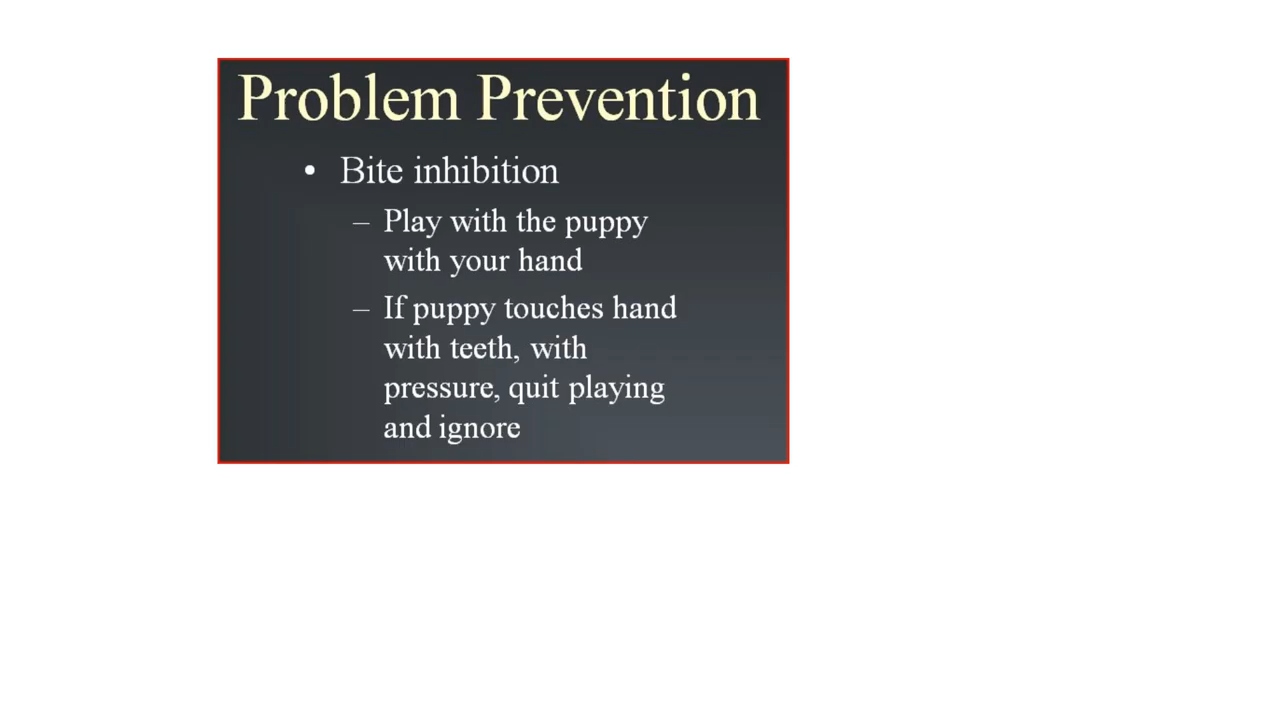 Problem Prevention
• Bite inhibition
– Play with the puppy
with your hand
– If puppy touches hand
with teeth, with
pressure, quit playing
and ignore